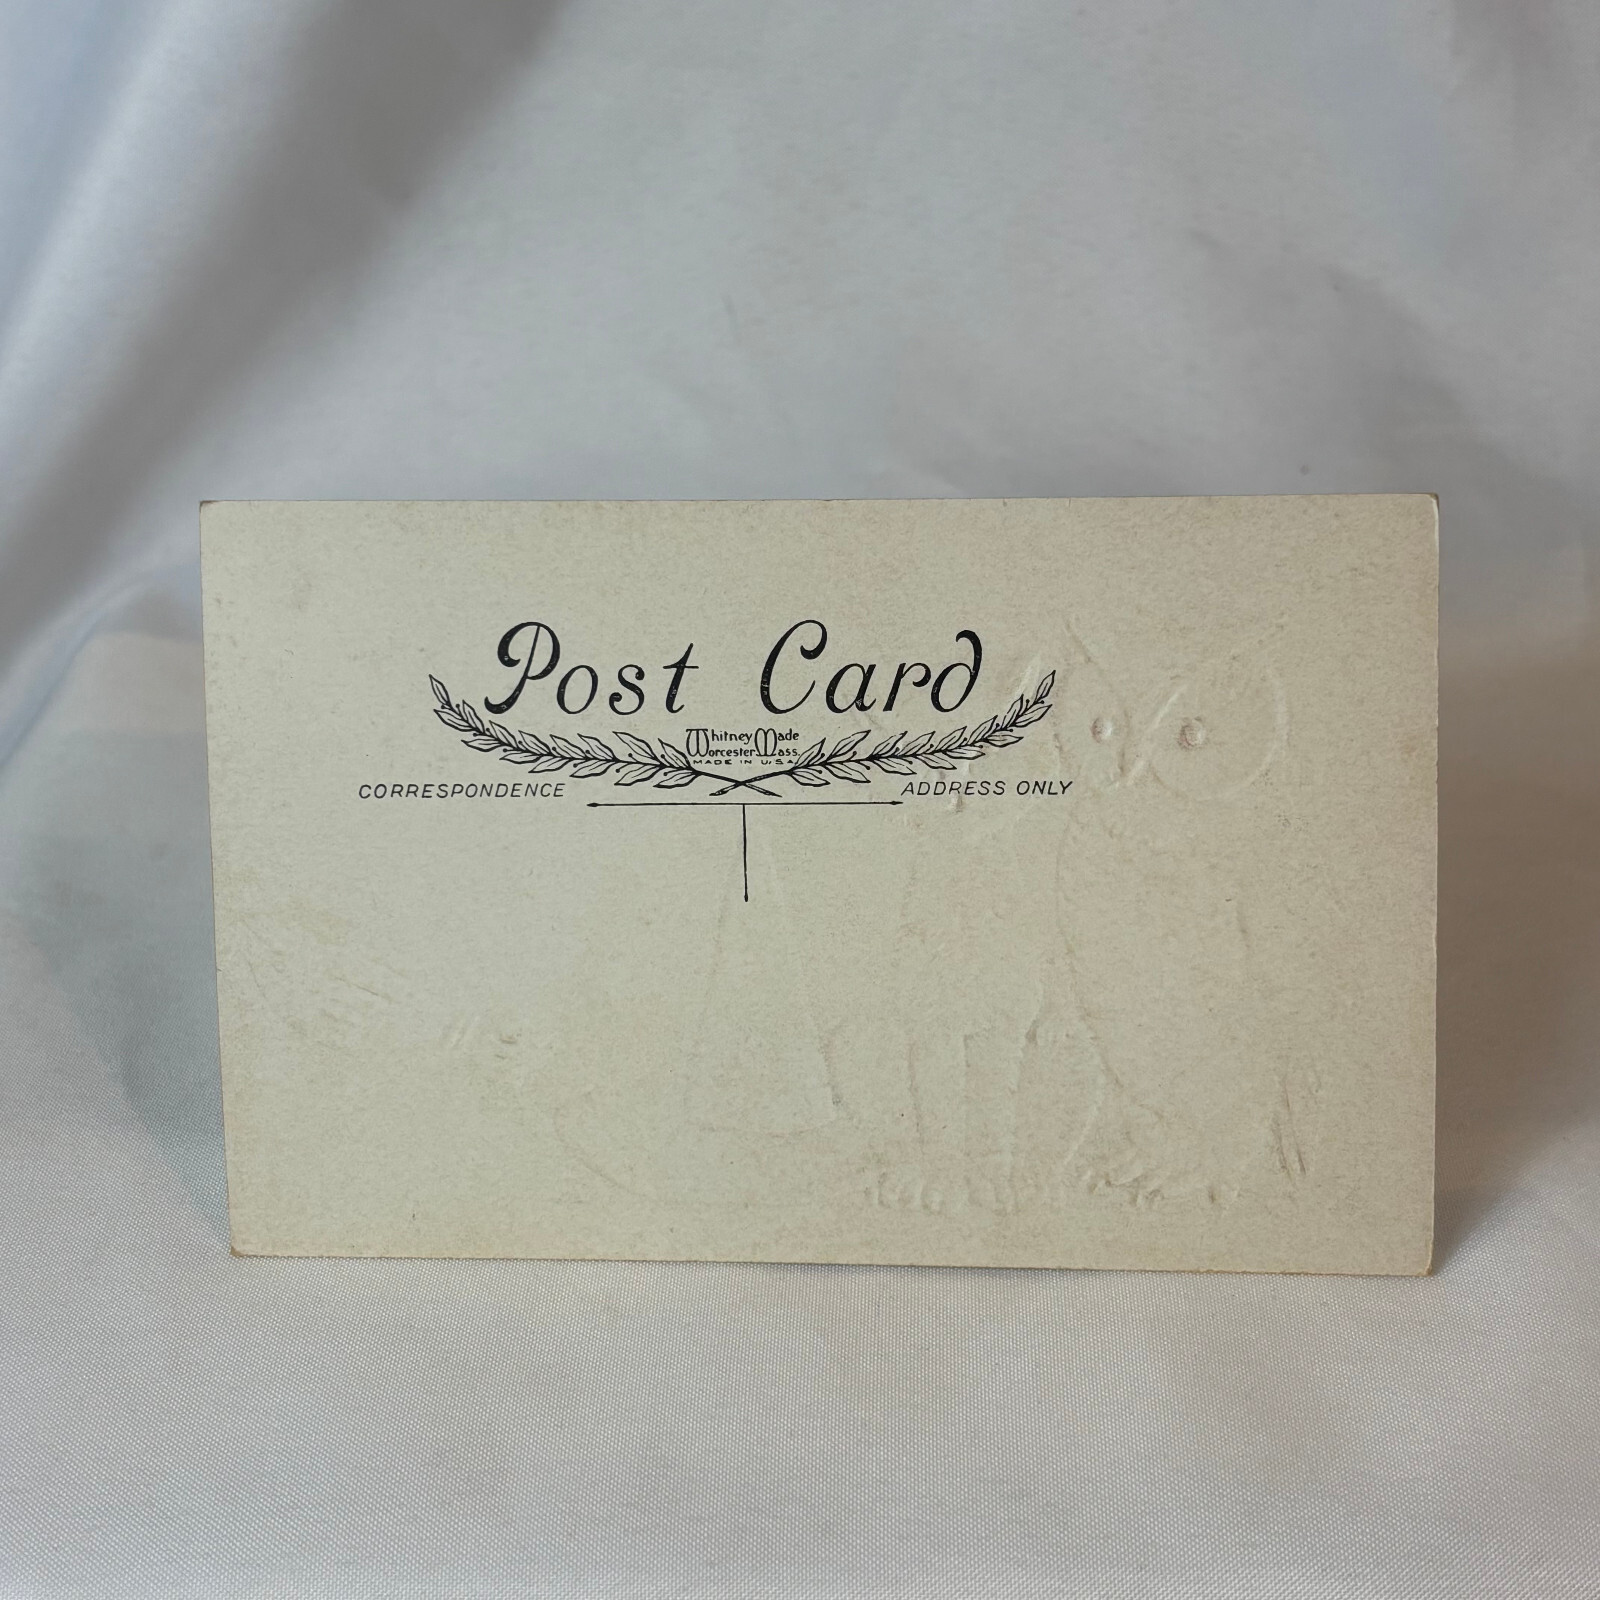 Post Card
Whitney Made
Worcester Mass.
MADE IN U.S.A.
CORRESPONDENCE ADDRESS ONLY